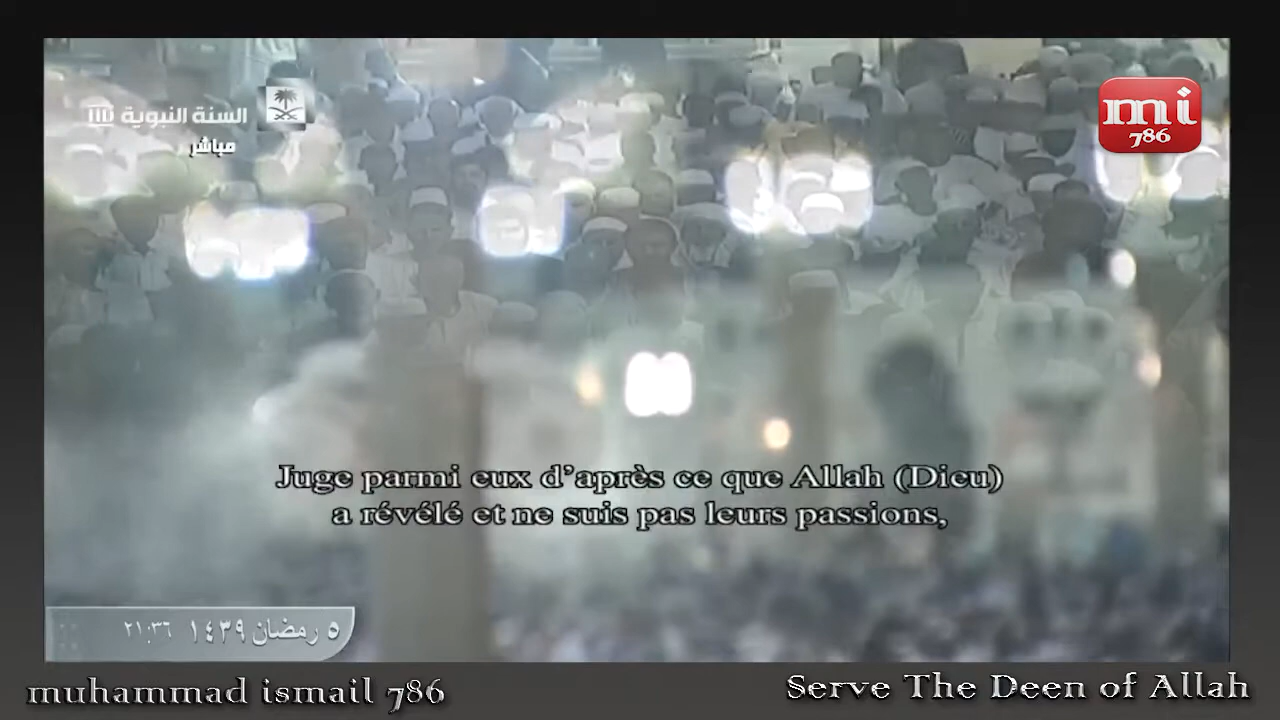 السنة النبوية HD
مباشر
mi
786
Juge parmi eux d'après ce que Allah (Dieu)
a révélé et ne suis pas leurs passions,
٥ رمضان ١٤٣٩ ٢١:٣٦
muhammad ismail 786
Serve The Deen of Allah